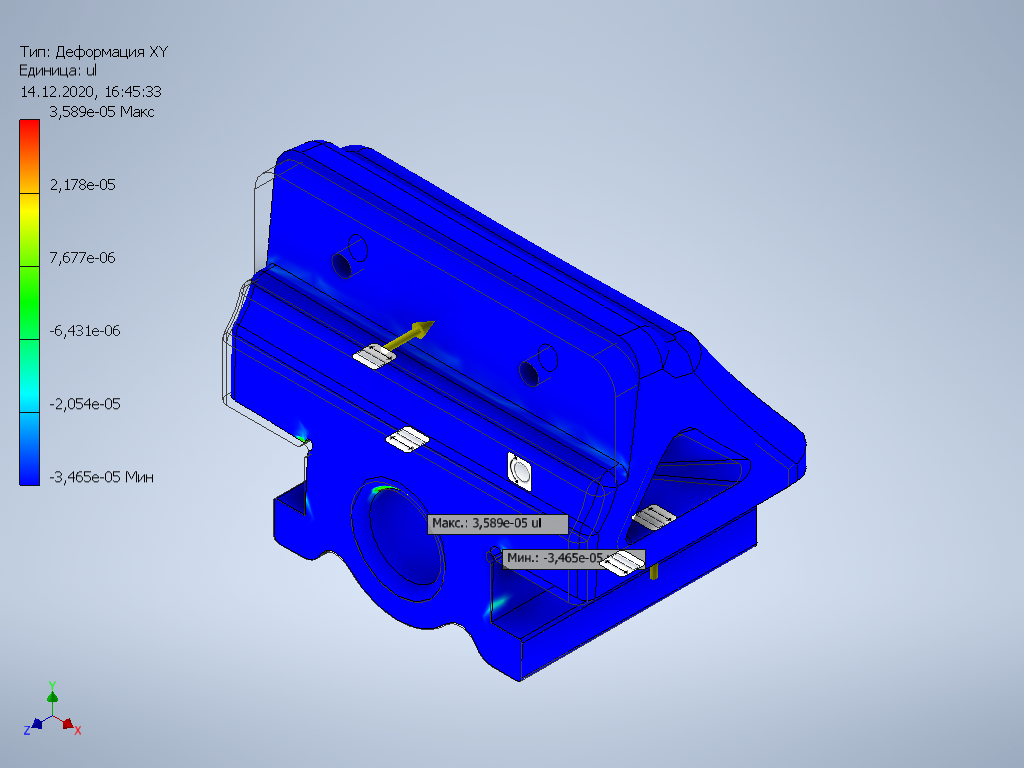 Тип: Деформация XY
Единица: ul
14.12.2020, 16:45:33
3,589e-05 Макс
2,178e-05
7,677e-06
-6,431e-06
-2,054e-05
-3,465e-05 Мин
Макс.: 3,589e-05 ul
Мин.: -3,465e-05
Y
Z
X